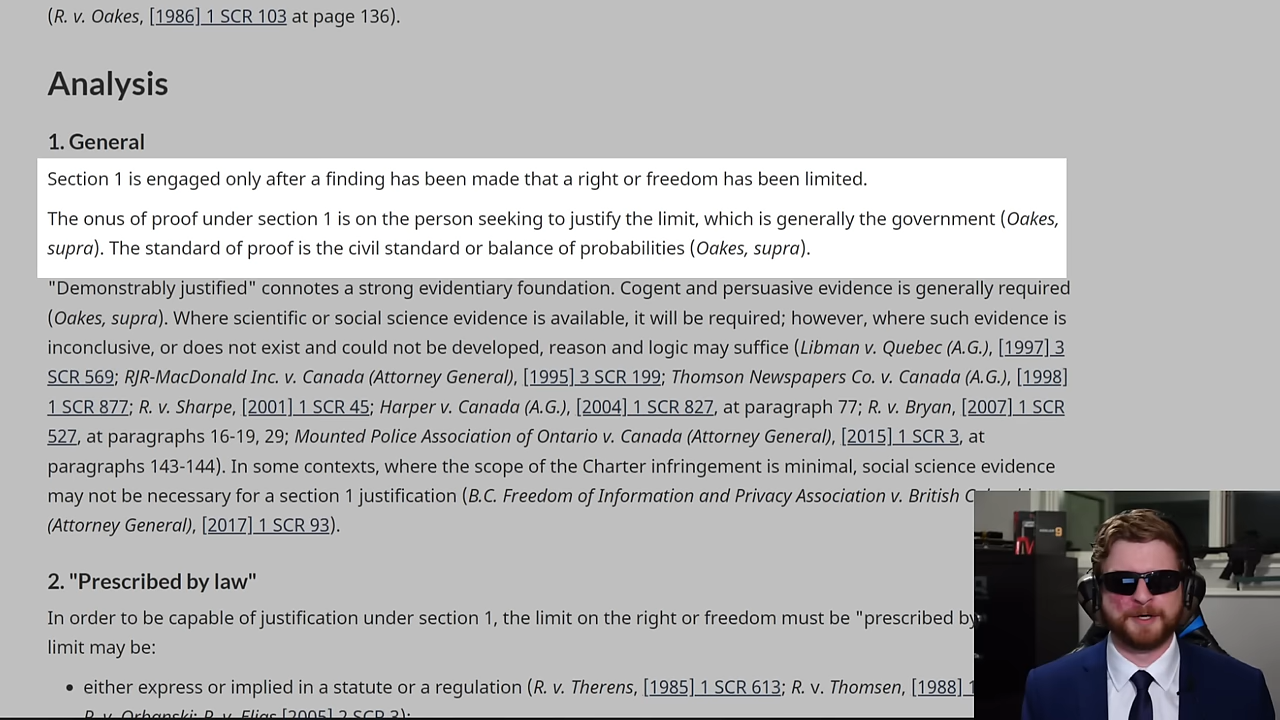 (R. v. Oakes, [1986] 1 SCR 103 at page 136).
Analysis
1. General
Section 1 is engaged only after a finding has been made that a right or freedom has been limited.
The onus of proof under section 1 is on the person seeking to justify the limit, which is generally the government (Oakes,
supra). The standard of proof is the civil standard or balance of probabilities (Oakes, supra).
"Demonstrably justified" connotes a strong evidentiary foundation. Cogent and persuasive evidence is generally required
(Oakes, supra). Where scientific or social science evidence is available, it will be required; however, where such evidence is
inconclusive, or does not exist and could not be developed, reason and logic may suffice (Libman v. Quebec (A.G.), [1997] 3
SCR 569; RJR-MacDonald Inc. v. Canada (Attorney General), [1995] 3 SCR 199; Thomson Newspapers Co. v. Canada (A.G.), [1998]
1 SCR 877; R. v. Sharpe, [2001] 1 SCR 45; Harper v. Canada (A.G.), [2004] 1 SCR 827, at paragraph 77; R. v. Bryan, [2007] 1 SCR
527, at paragraphs 16-19, 29; Mounted Police Association of Ontario v. Canada (Attorney General), [2015] 1 SCR 3, at
paragraphs 143-144). In some contexts, where the scope of the Charter infringement is minimal, social science evidence
may not be necessary for a section 1 justification (B.C. Freedom of Information and Privacy Association v. British
(Attorney General), [2017] 1 SCR 93).
2. "Prescribed by law"
In order to be capable of justification under section 1, the limit on the right or freedom must be "prescribed by
limit may be:
• either express or implied in a statute or a regulation (R. v. Therens, [1985] 1 SCR 613; R. v. Thomsen, [1988] 1
R. v. Orbanski; R. v. Elias [2005] 2 SCR 3);